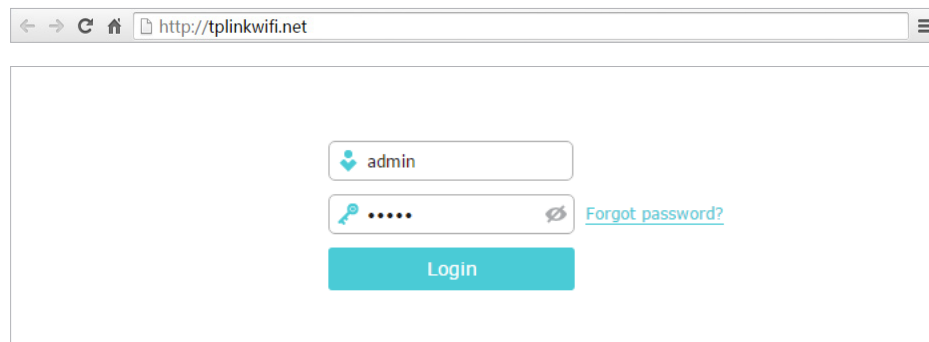 http://tplinkwifi.net
admin
•••••
Forgot password?
Login